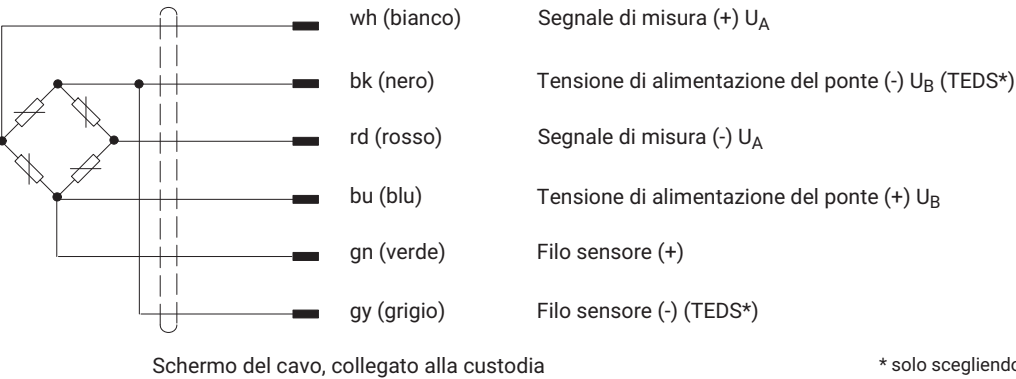 wh (bianco) Segnale di misura (+) UA
bk (nero) Tensione di alimentazione del ponte (-) UB (TEDS*)
rd (rosso) Segnale di misura (-) UA
bu (blu) Tensione di alimentazione del ponte (+) UB
gn (verde) Filo sensore (+)
gy (grigio) Filo sensore (-) (TEDS*)
Schermo del cavo, collegato alla custodia * solo scegliendo